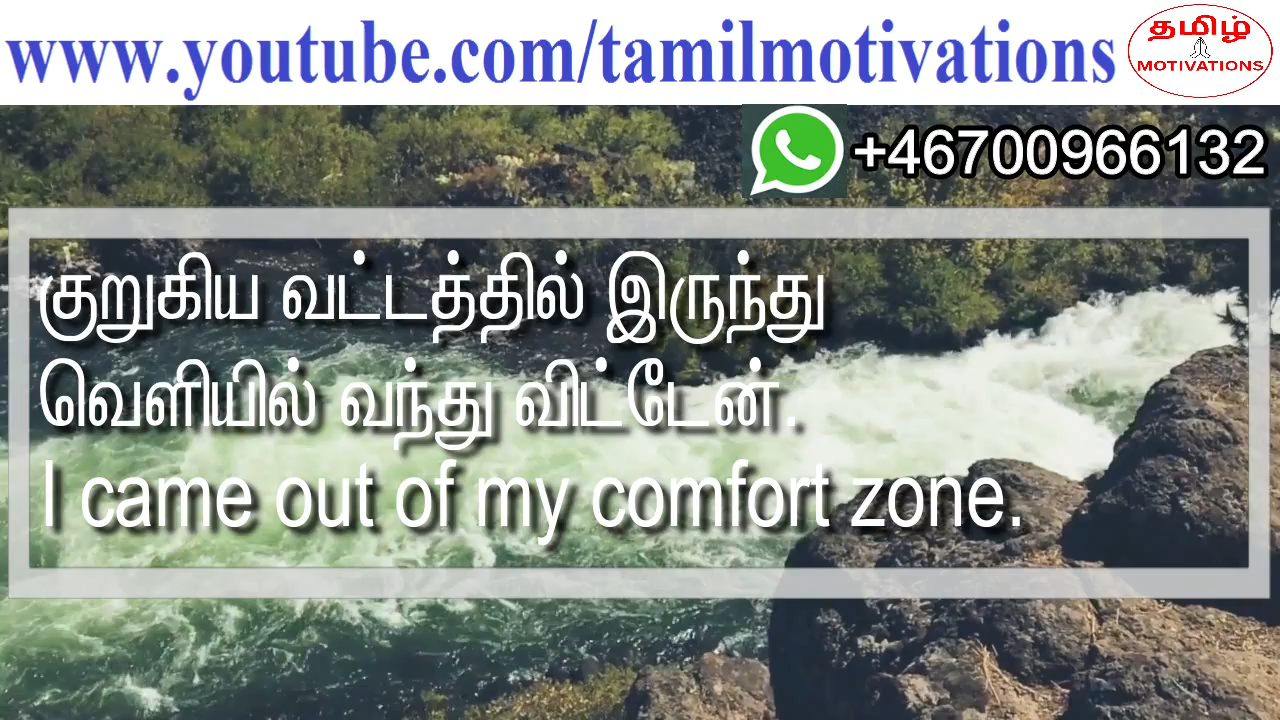 www.youtube.com/tamilmotivations
தமிழ்
MOTIVATIONS
+46700966132
குறுகிய வட்டத்தில் இருந்து
வெளியில் வந்து விட்டேன்.
I came out of my comfort zone.